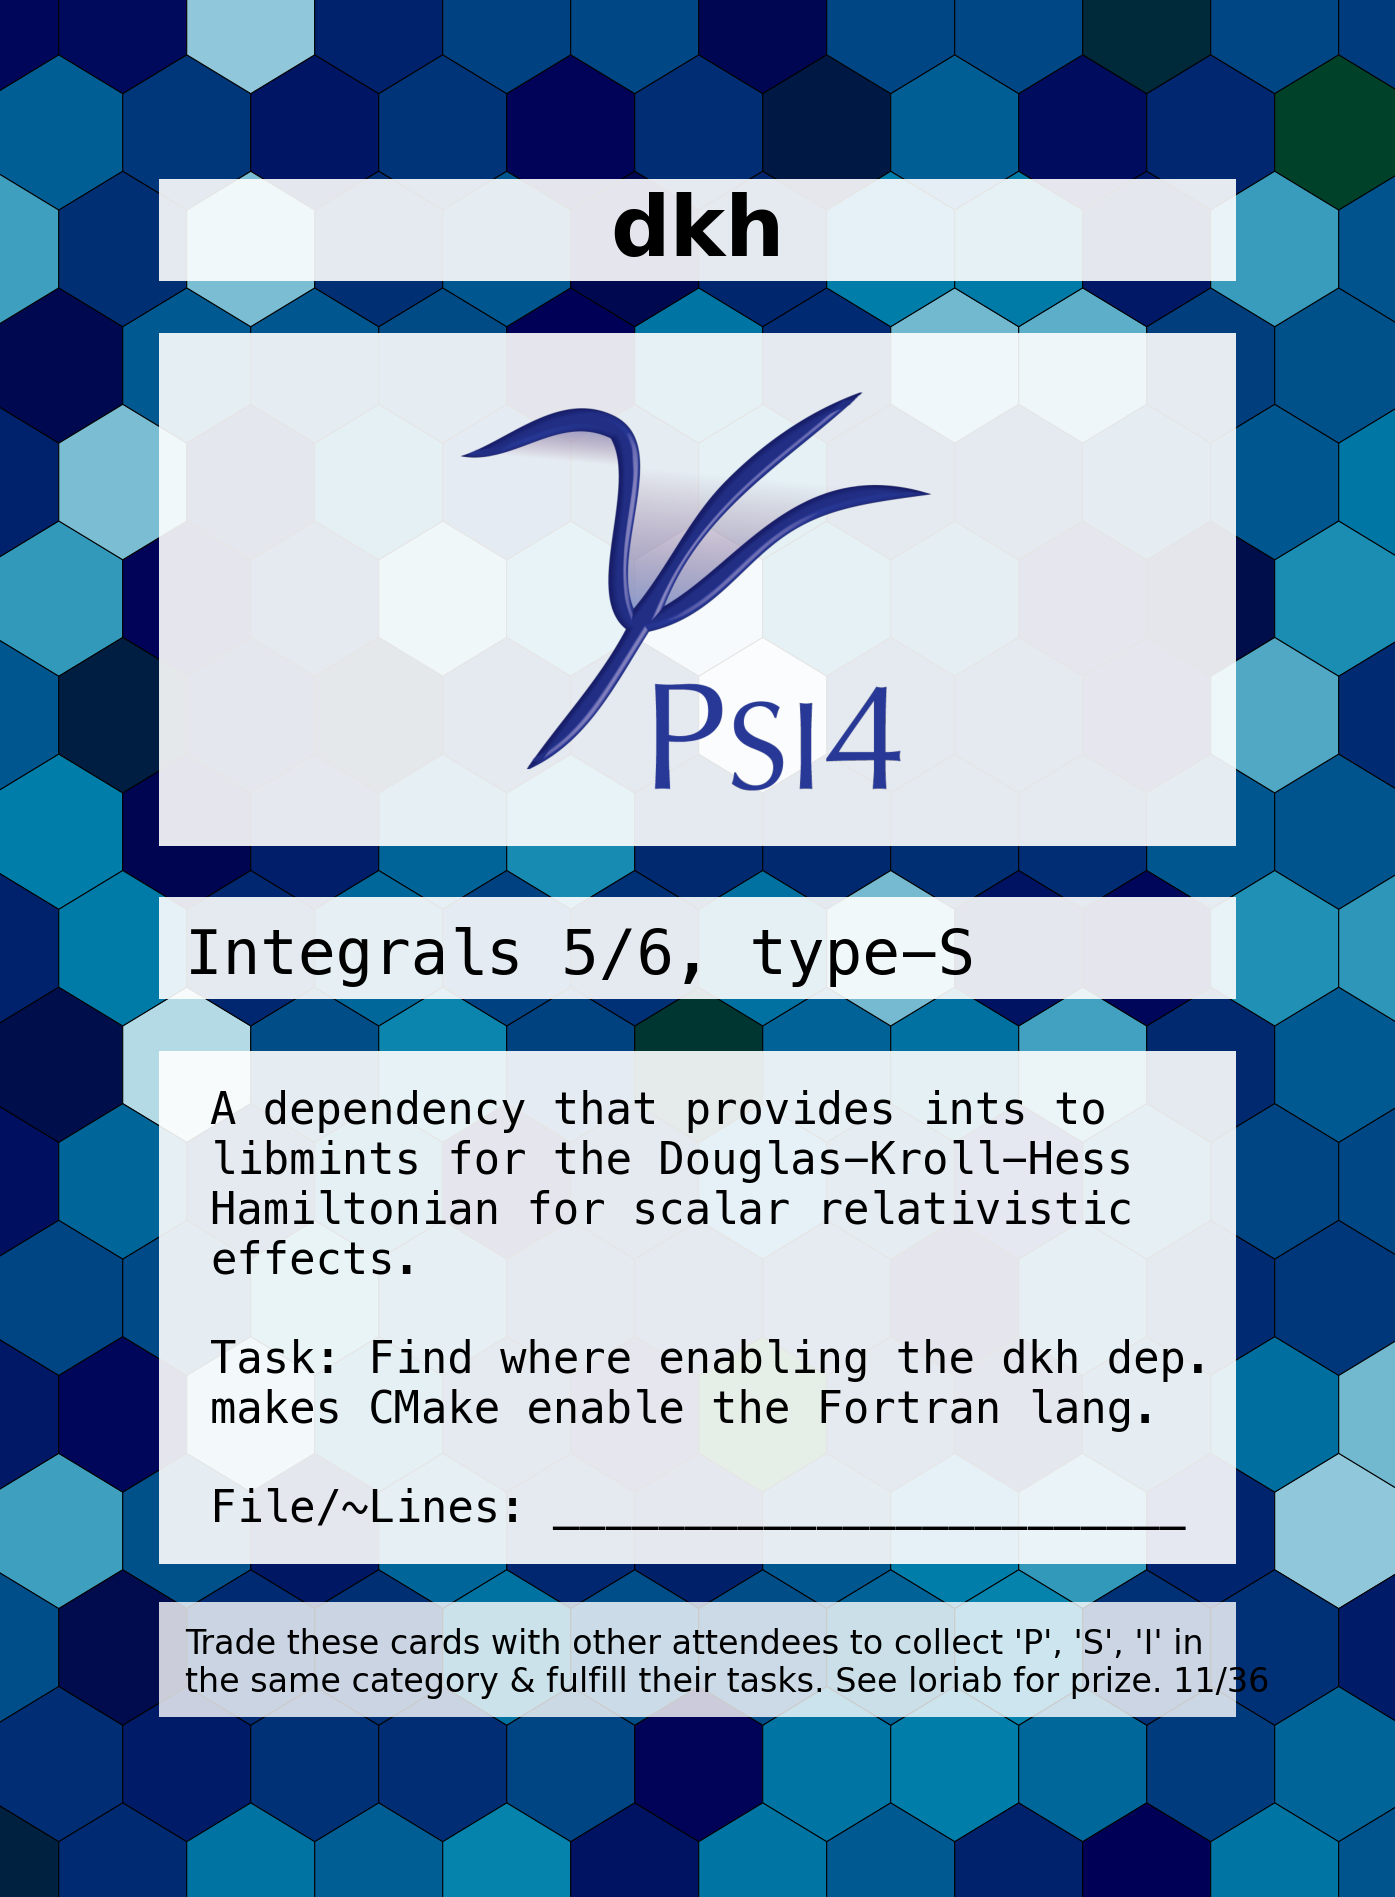 dkh
PSI4
Integrals 5/6, type−S
A dependency that provides ints to
libmints for the Douglas−Kroll−Hess
Hamiltonian for scalar relativistic
effects.
Task: Find where enabling the dkh dep.
makes CMake enable the Fortran lang.
File/~Lines: ________________________
Trade these cards with other attendees to collect 'P', 'S', 'I' in
the same category & fulfill their tasks. See loriab for prize. 11/36